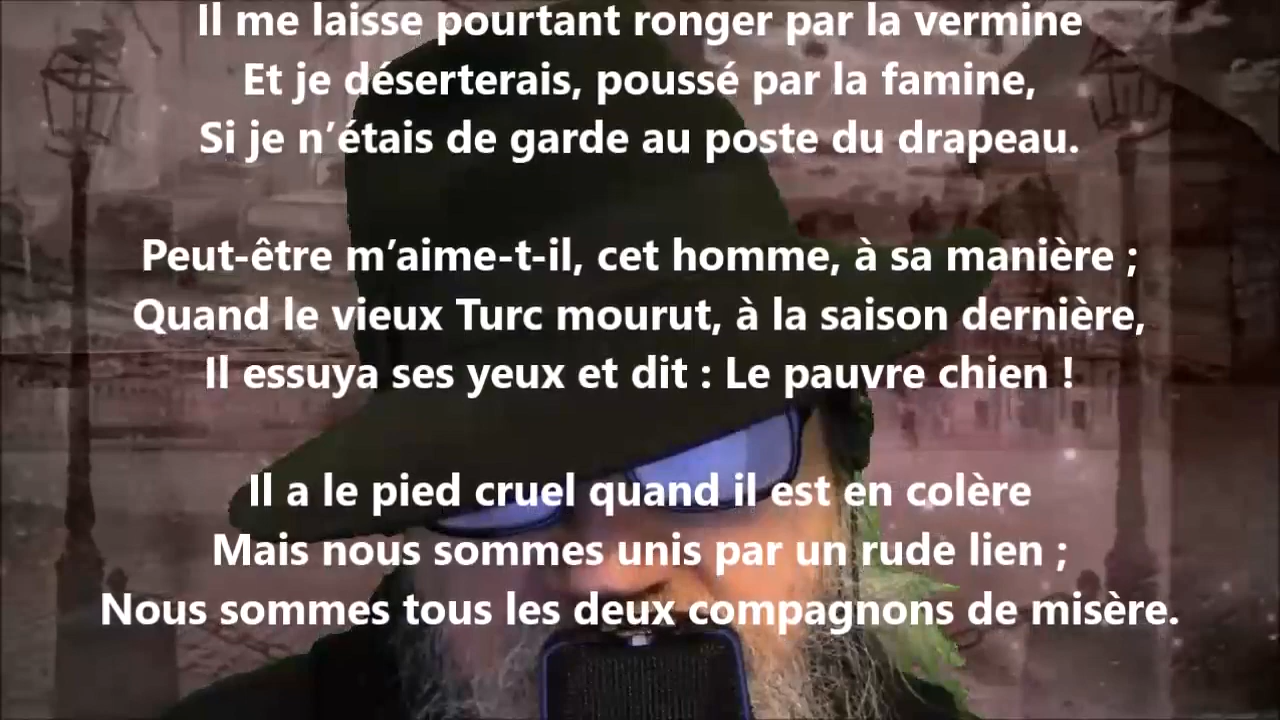 Il me laisse pourtant ronger par la vermine
Et je déserterais, poussé par la famine,
Si je n’étais de garde au poste du drapeau.
Peut-être m’aime-t-il, cet homme, à sa manière ;
Quand le vieux Turc mourut, à la saison dernière,
Il essuya ses yeux et dit : Le pauvre chien !
Il a le pied cruel quand il est en colère
Mais nous sommes unis par un rude lien ;
Nous sommes tous les deux compagnons de misère.